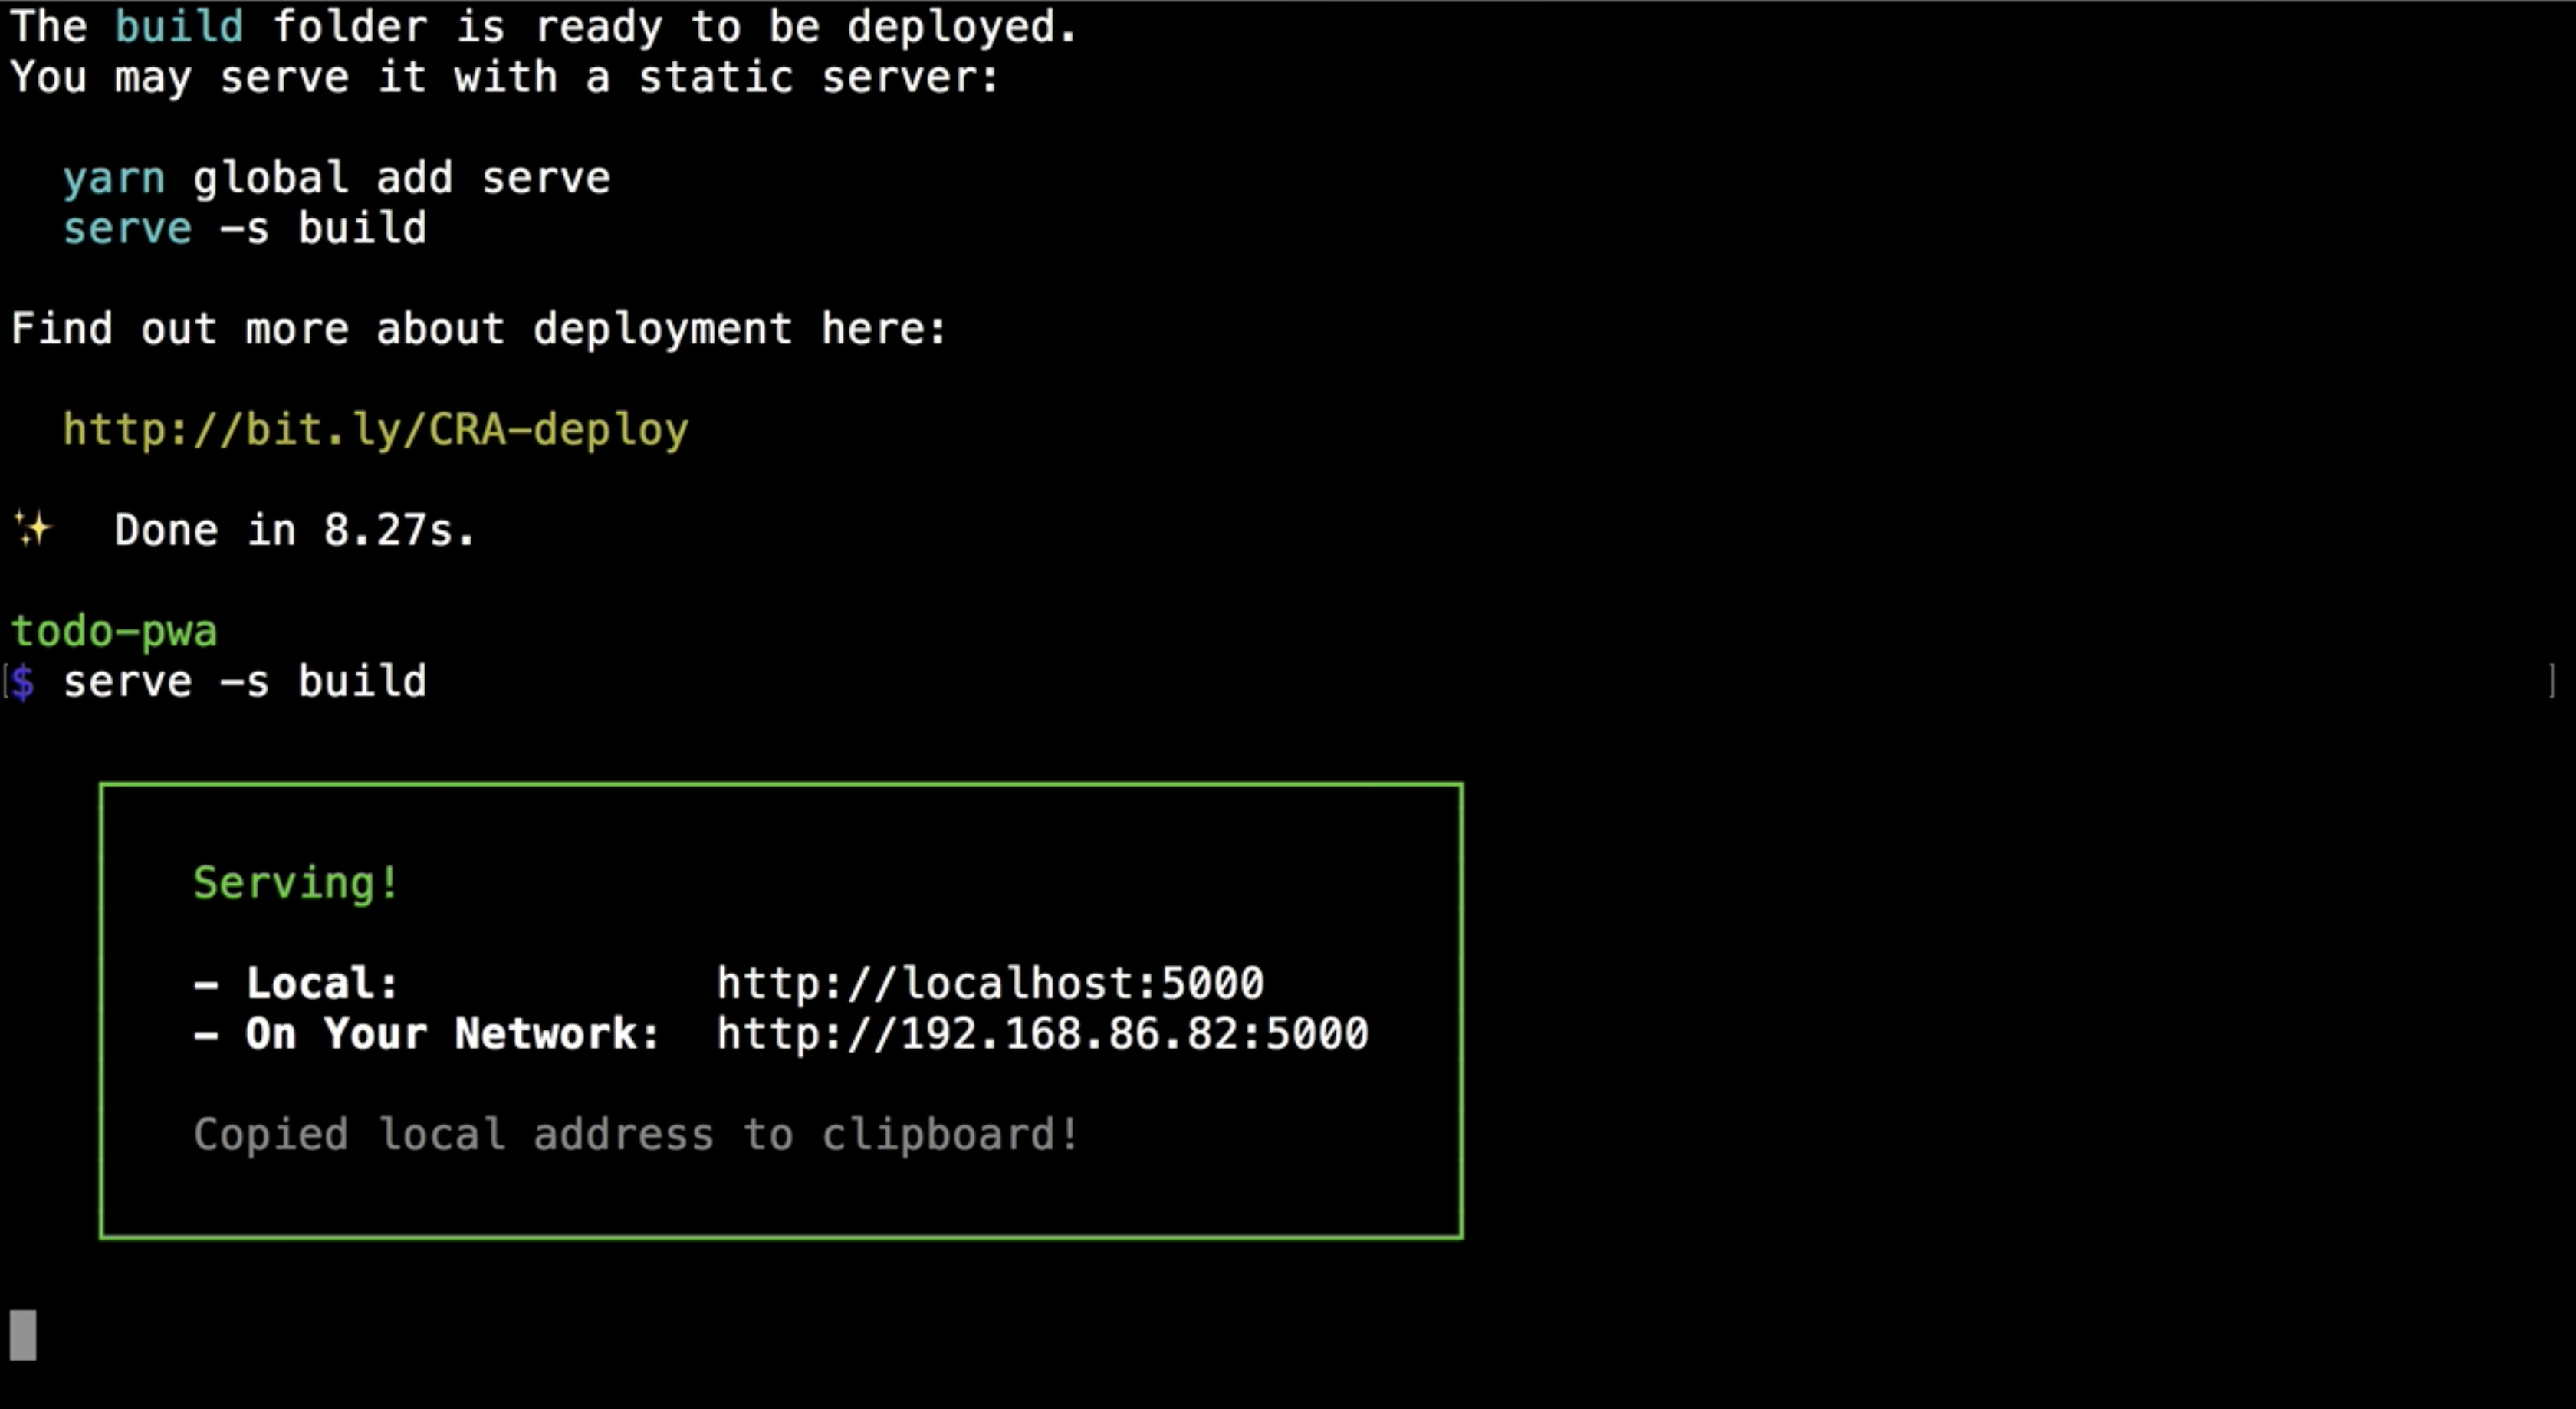 The build folder is ready to be deployed.
You may serve it with a static server:
yarn global add serve
serve -s build
Find out more about deployment here:
http://bit.ly/CRA-deploy
✨ Done in 8.27s.
todo-pwa
[$ serve -s build ]
Serving!
- Local: http://localhost:5000
- On Your Network: http://192.168.86.82:5000
Copied local address to clipboard!